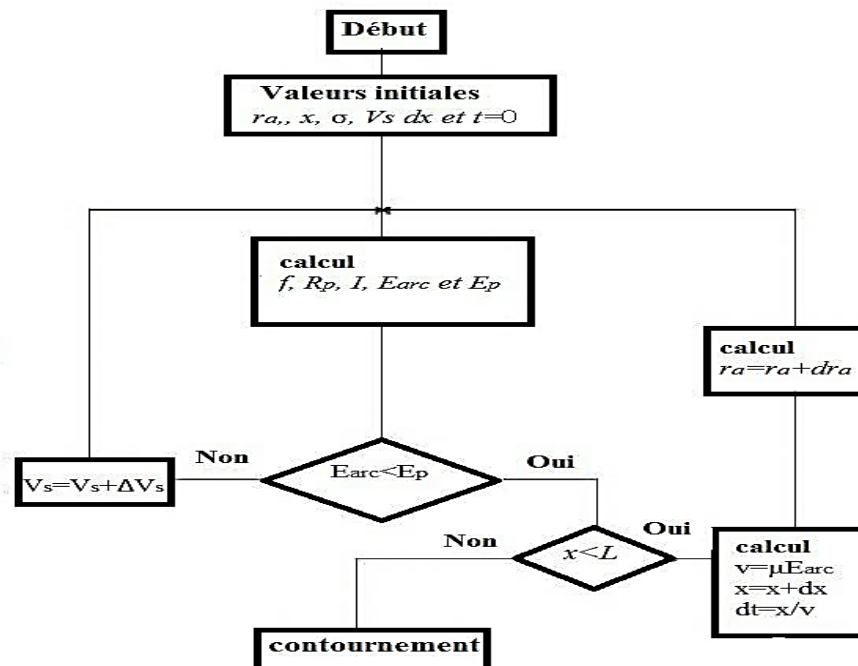 Début
Valeurs initiales
ra,, x, σ, Vs dx et t=0
calcul
f, Rp, I, Earc et Ep
calcul
ra=ra+dra
Non
Earc<Ep
Oui
Vs=Vs+ΔVs
Non
x<L
Oui
calcul
v=μEarc
x=x+dx
dt=x/v
contournement